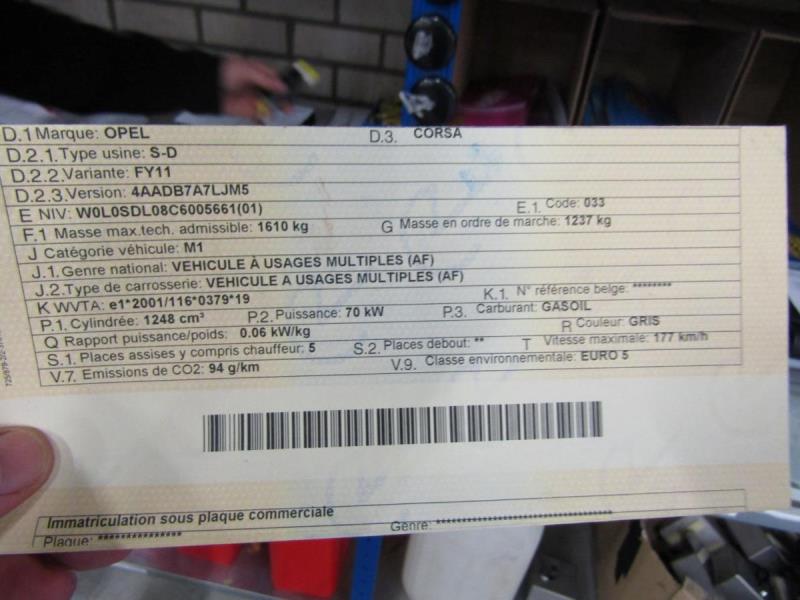 D.1 Marque: OPEL D.3. CORSA
D.2.1. Type usine: S-D
D.2.2. Variante: FY11
D.2.3. Version: 4AADB7A7LJM5
E NIV: W0L0SDL08C6005661(01) E.1. Code: 033
F.1 Masse max.tech. admissible: 1610 kg G Masse en ordre de marche: 1237 kg
J Catégorie véhicule: M1
J.1. Genre national: VEHICULE À USAGES MULTIPLES (AF)
J.2. Type de carrosserie: VEHICULE A USAGES MULTIPLES (AF)
K WVTA: e1*2001/116*0379*19 K.1. N° référence belge: ********
P.1. Cylindrée: 1248 cm³ P.2. Puissance: 70 kW P.3. Carburant: GASOIL
Q Rapport puissance/poids: 0.06 kW/kg R Couleur: GRIS
S.1. Places assises y compris chauffeur: 5 S.2. Places debout: ** T Vitesse maximale: 177 km/h
V.7. Emissions de CO2: 94 g/km V.9. Classe environnementale: EURO 5
Immatriculation sous plaque commerciale
Plaque: **************** Genre: ********************************